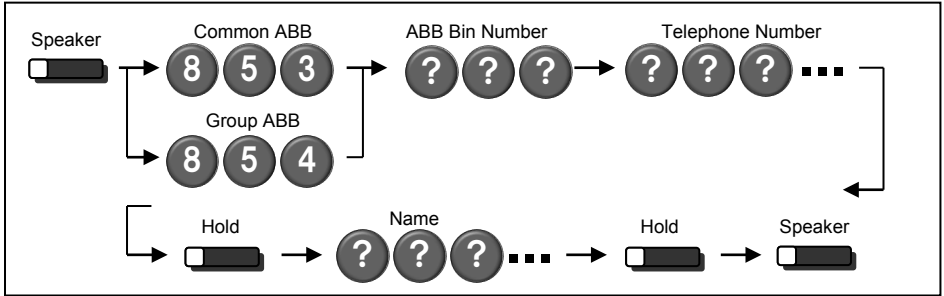 Speaker
Common ABB
ABB Bin Number
Telephone Number
8 5 3
? ? ?
? ? ?
Group ABB
8 5 4
Hold
Name
Hold
Speaker
? ? ?